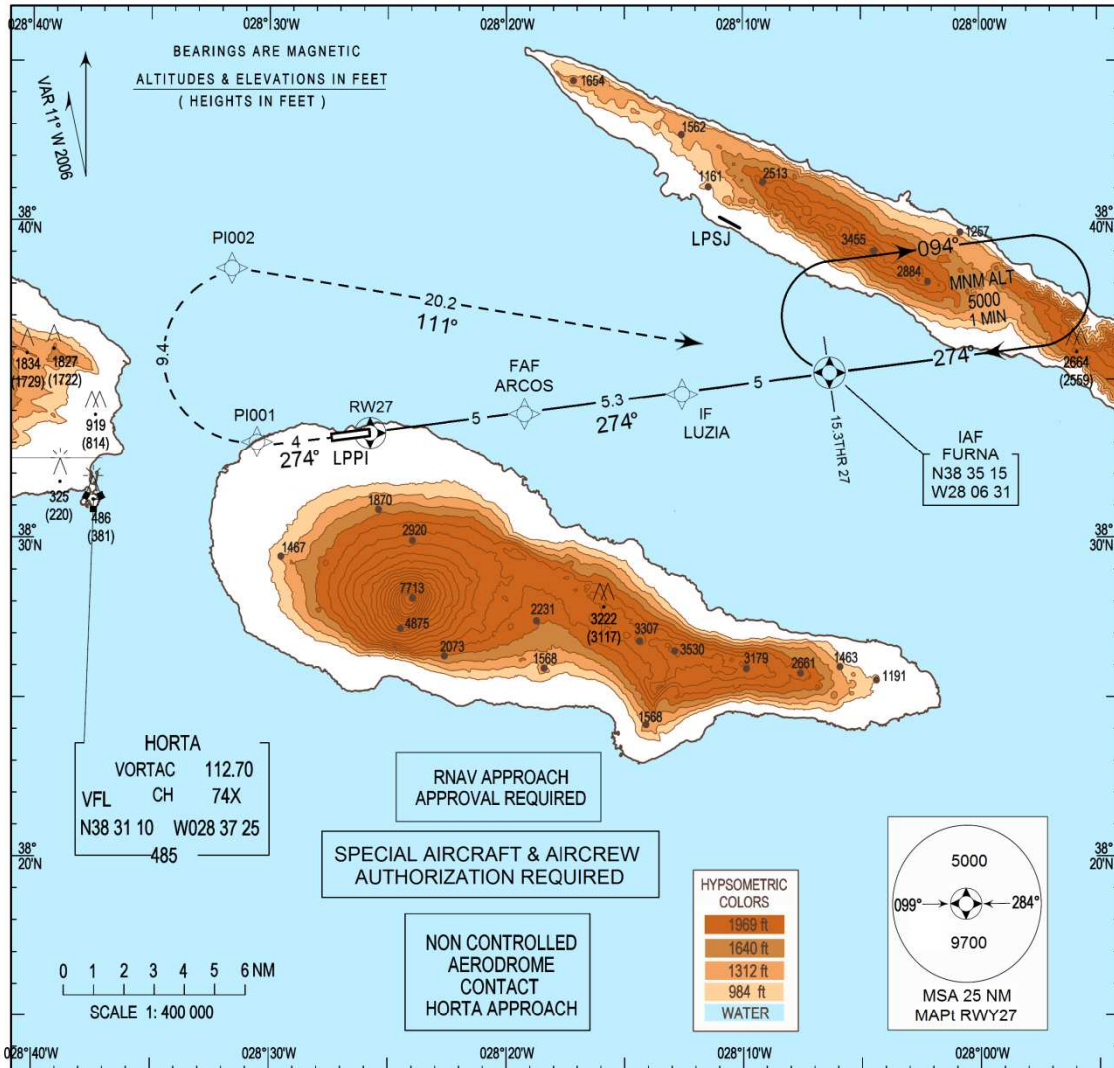 028°40'W
028°30'W
028°20'W
028°10'W
028°00'W
BEARINGS ARE MAGNETIC
ALTITUDES & ELEVATIONS IN FEET
( HEIGHTS IN FEET )
VAR 11° W 2006
1654
1562
1161
2513
LPSJ
38°
40'N
38°
40'N
1267
3455
094°
2884
MNM ALT
5000
1 MIN
PI002
20.2
111°
9.4
274°
2664
(2559)
1834
(1729)
1827
(1722)
919
(814)
FAF
ARCOS
5.3
274°
5
IF
LUZIA
15.3THR 27
PI001
4
274°
RW27
LPPI
5
IAF
FURNA
N38 35 15
W28 06 31
325
(220)
486
(381)
38°
30'N
38°
30'N
1870
2920
1467
7713
4875
2073
2231
1568
3222
(3117)
3307
3530
3179
2661
1463
1191
1568
HORTA
VORTAC 112.70
VFL CH 74X
N38 31 10 W028 37 25
485
RNAV APPROACH
APPROVAL REQUIRED
SPECIAL AIRCRAFT & AIRCREW
AUTHORIZATION REQUIRED
NON CONTROLLED
AERODROME
CONTACT
HORTA APPROACH
38°
20'N
38°
20'N
HYPSOMETRIC
COLORS
1969 ft
1640 ft
1312 ft
984 ft
WATER
5000
099°
284°
9700
MSA 25 NM
MAPt RWY27
0 1 2 3 4 5 6 NM
SCALE 1: 400 000
028°40'W
028°30'W
028°20'W
028°10'W
028°00'W